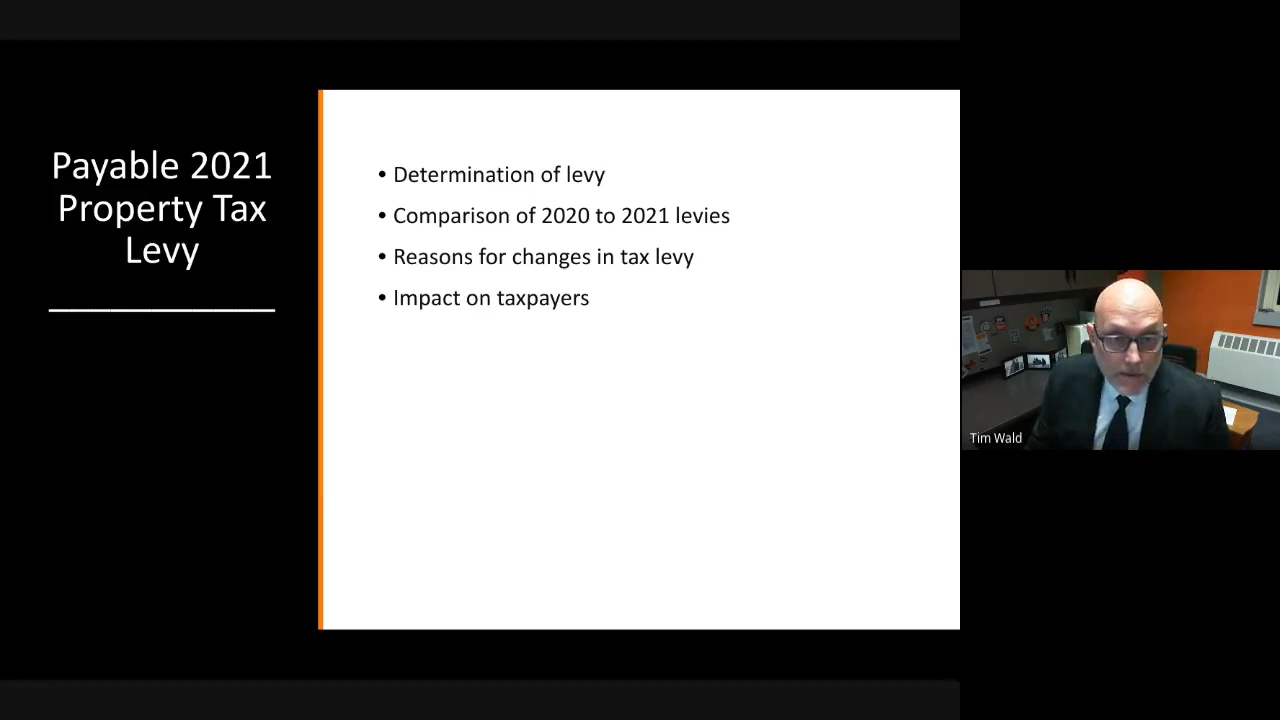 Payable 2021
Property Tax
Levy
• Determination of levy
• Comparison of 2020 to 2021 levies
• Reasons for changes in tax levy
• Impact on taxpayers
Tim Wald